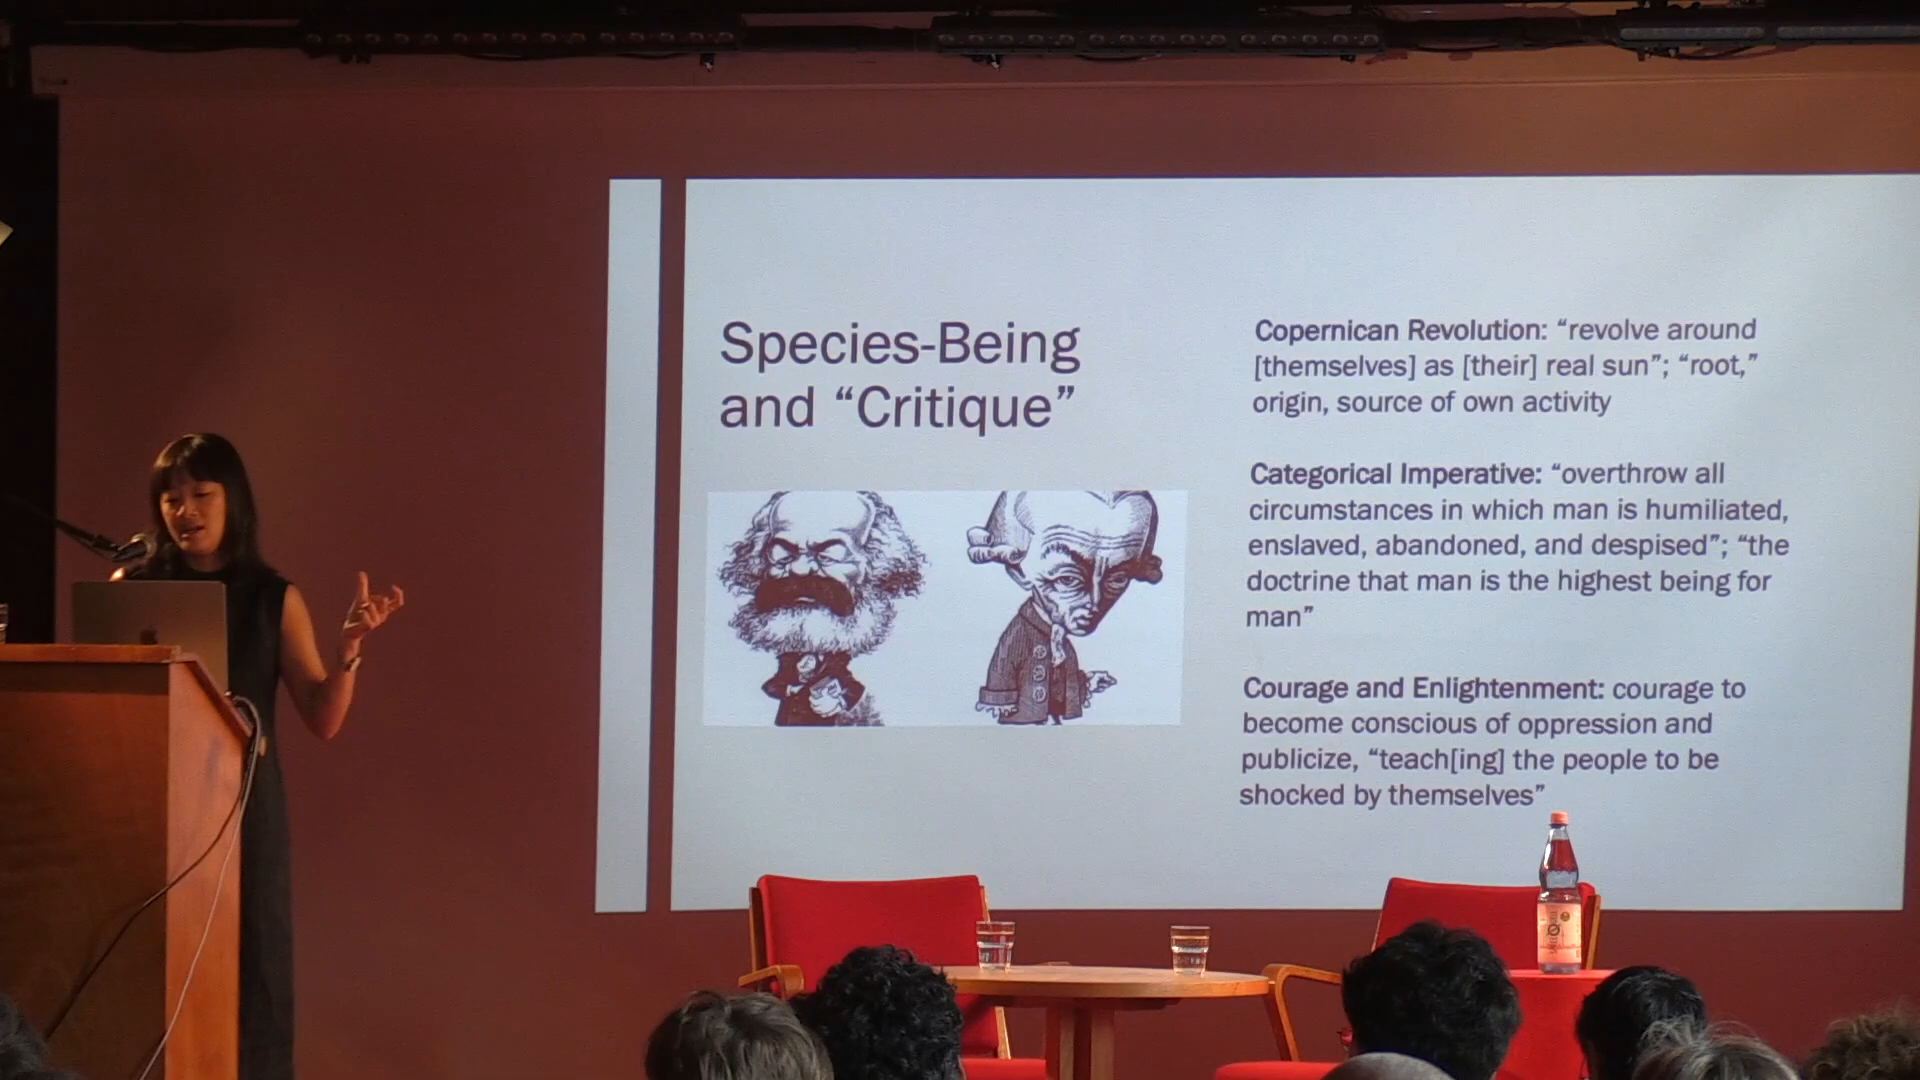 Species-Being
and “Critique”
Copernican Revolution: “revolve around
[themselves] as [their] real sun”; “root,”
origin, source of own activity
Categorical Imperative: “overthrow all
circumstances in which man is humiliated,
enslaved, abandoned, and despised”; “the
doctrine that man is the highest being for
man”
Courage and Enlightenment: courage to
become conscious of oppression and
publicize, “teach[ing] the people to be
shocked by themselves”